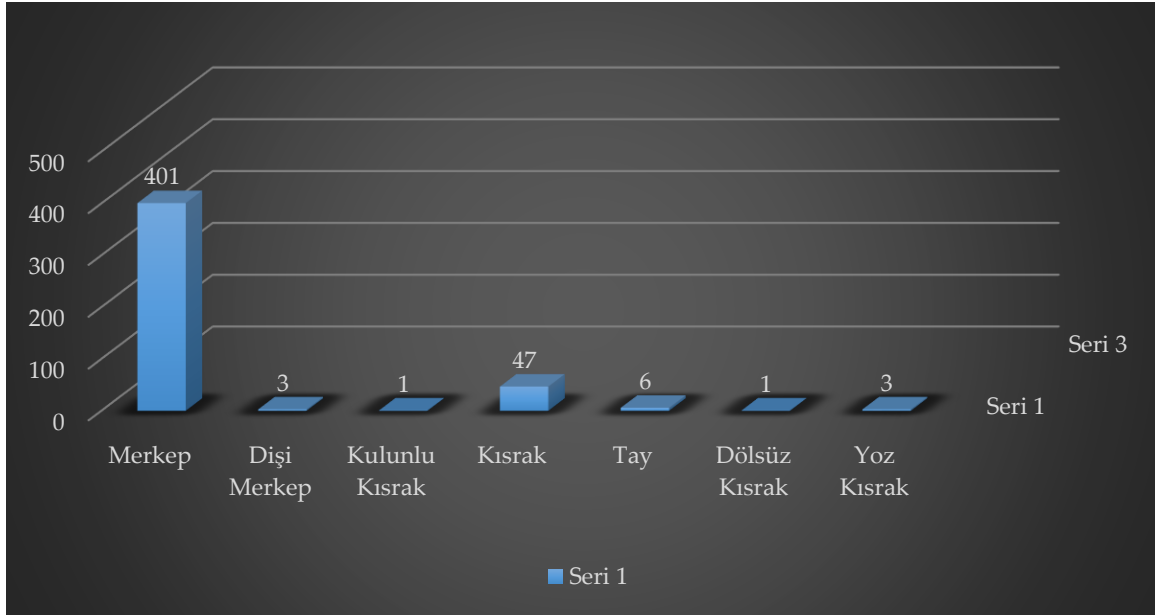 500
400
300
200
100
0
401
3
1
47
6
1
3
Seri 3
Seri 1
Merkep
Dişi
Merkep
Kulunlu
Kısrak
Kısrak
Tay
Dölsüz
Kısrak
Yoz
Kısrak
Seri 1